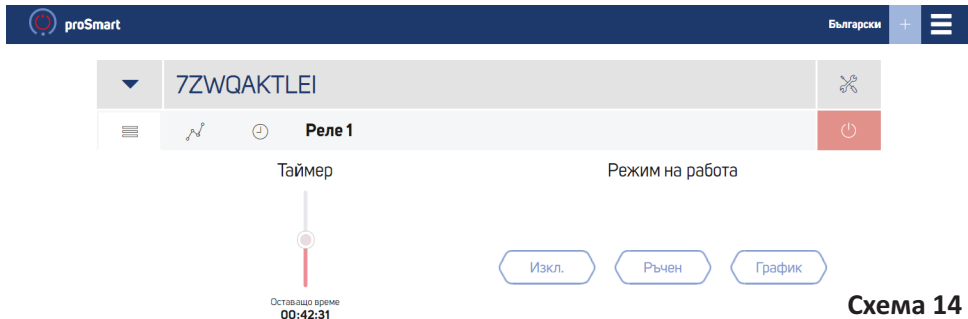 proSmart
Български +
7ZWQAKTLEI
Реле 1
Таймер
Режим на работа
Изкл.
Ръчен
График
Оставащо време
00:42:31
Схема 14